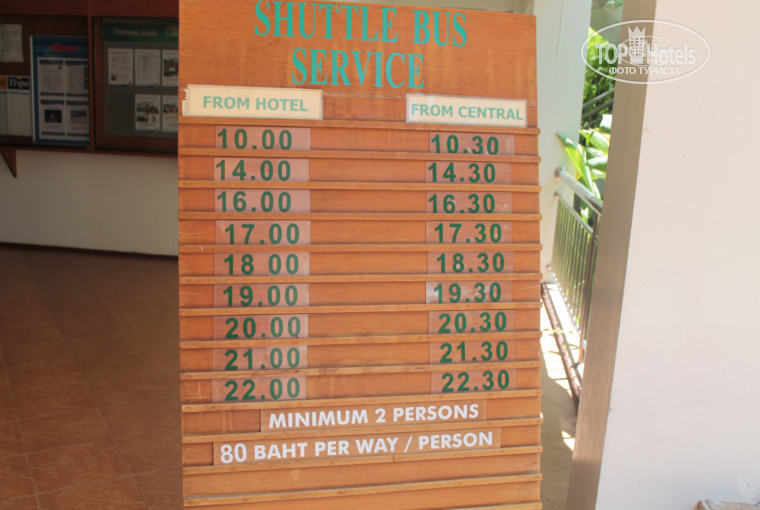 SHUTTLE BUS
SERVICE
FROM HOTEL FROM CENTRAL
10.00 10.30
14.00 14.30
16.00 16.30
17.00 17.30
18.00 18.30
19.00 19.30
20.00 20.30
21.00 21.30
22.00 22.30
MINIMUM 2 PERSONS
80 BAHT PER WAY / PERSON
TOP Hotels
ФОТО ТУРИСТА
Trips